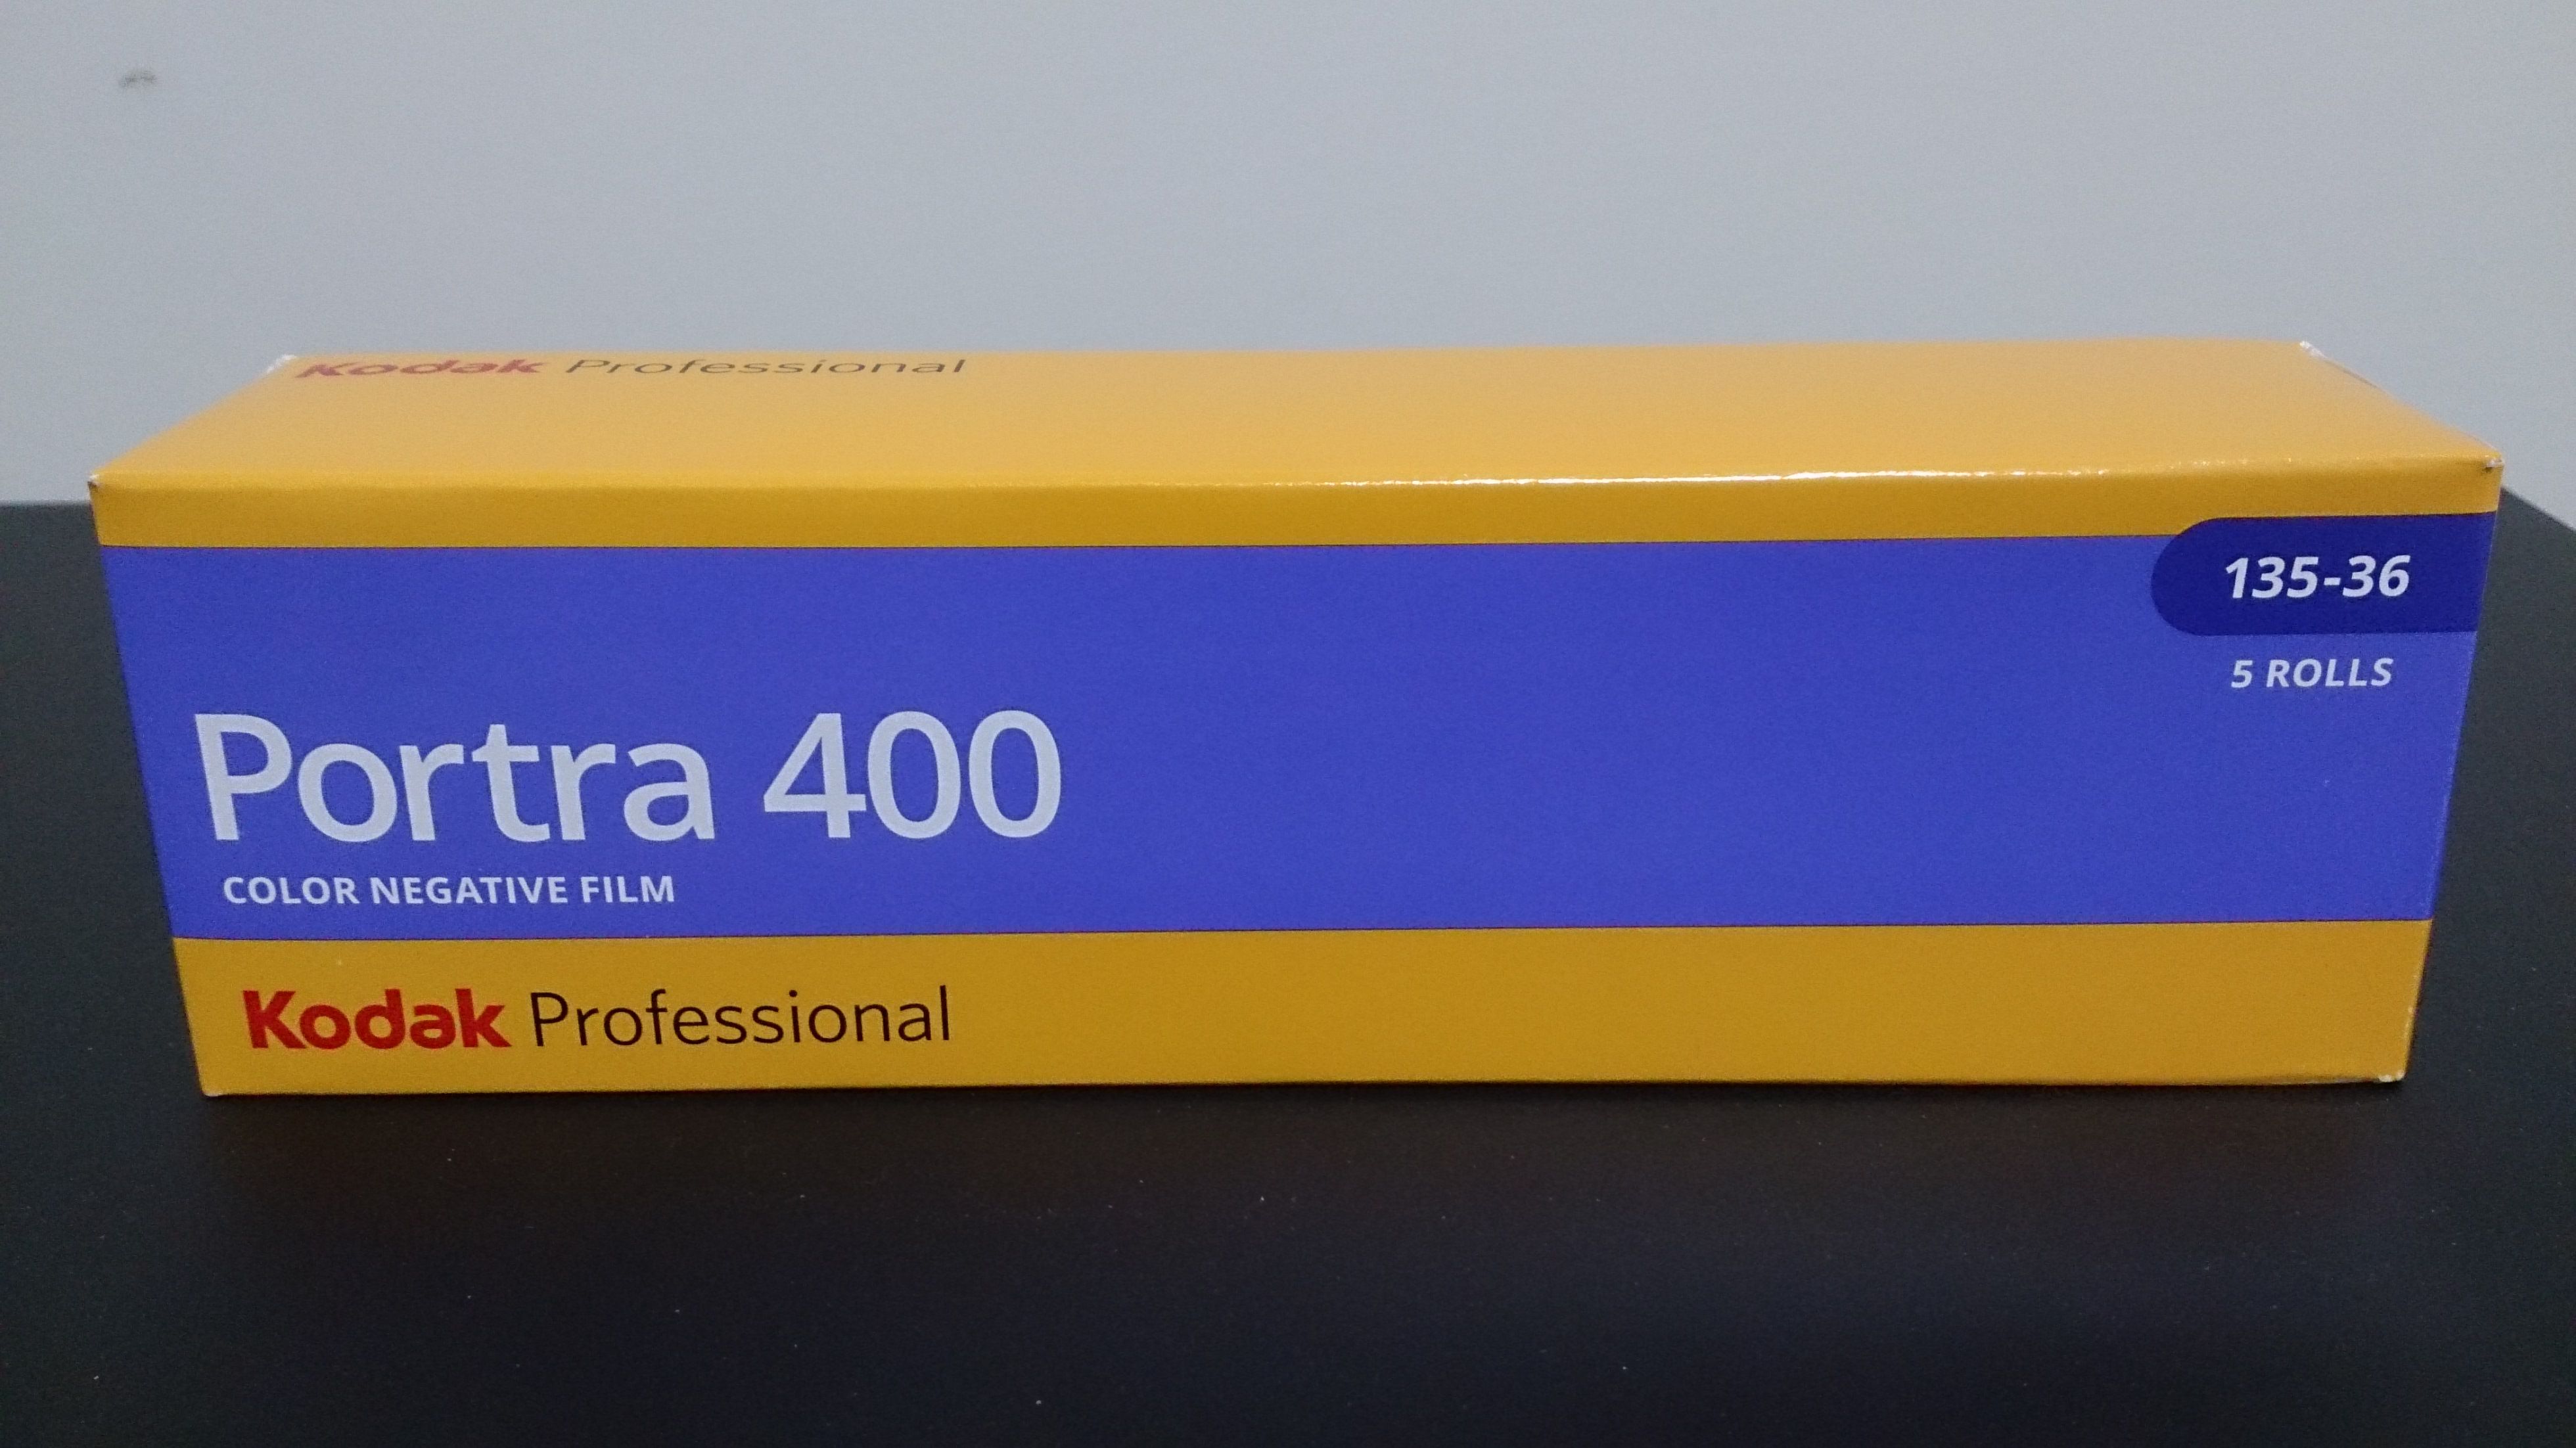 Kodak Professional
135-36
5 ROLLS
Portra 400
COLOR NEGATIVE FILM
Kodak Professional